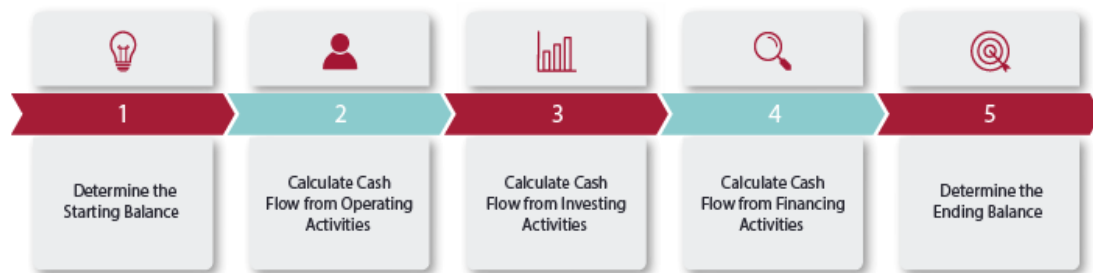 1
2
3
4
5
Determine the
Starting Balance
Calculate Cash
Flow from Operating
Activities
Calculate Cash
Flow from Investing
Activities
Calculate Cash
Flow from Financing
Activities
Determine the
Ending Balance